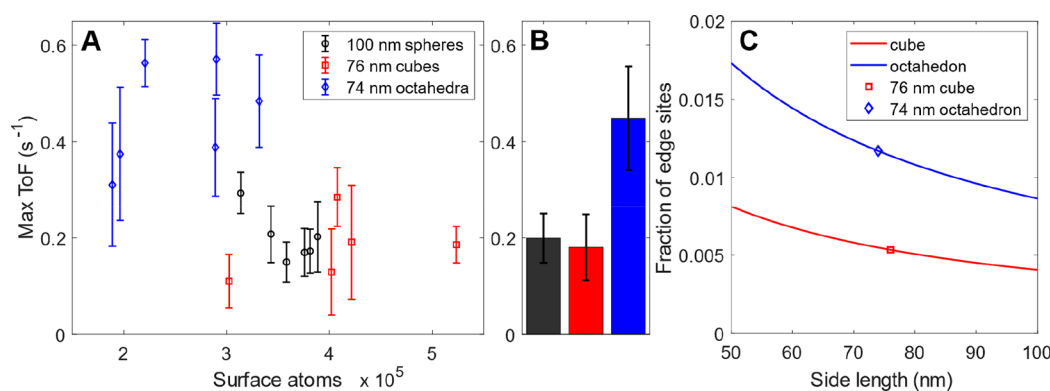 A
100 nm spheres
76 nm cubes
74 nm octahedra
Max ToF (s⁻¹)
0.6
0.4
0.2
0
2
3
4
5
Surface atoms x 10⁵
B
0.6
0.4
0.2
0
C
cube
octahedon
76 nm cube
74 nm octahedron
Fraction of edge sites
0.02
0.015
0.01
0.005
0
50
60
70
80
90
100
Side length (nm)